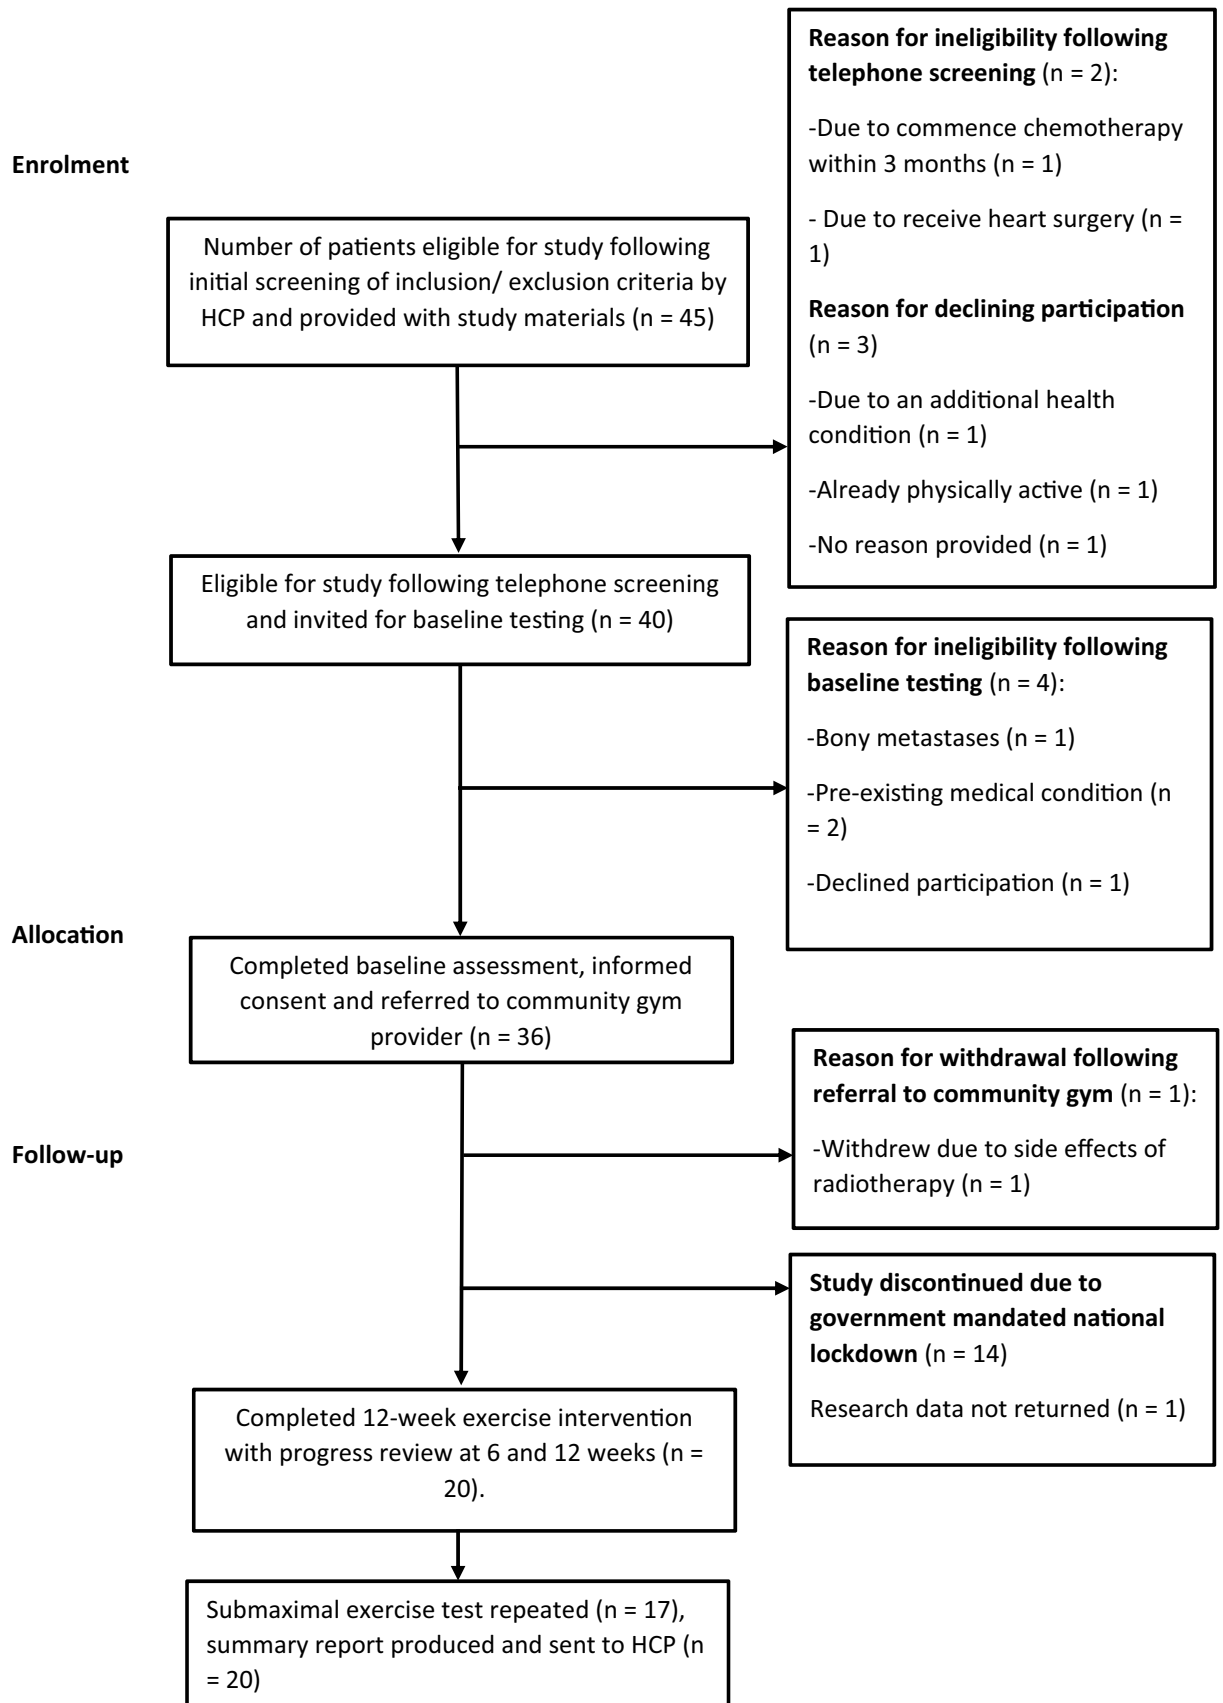 Reason for ineligibility following
telephone screening (n = 2):
-Due to commence chemotherapy
within 3 months (n = 1)
- Due to receive heart surgery (n =
1)
Reason for declining participation
(n = 3)
-Due to an additional health
condition (n = 1)
-Already physically active (n = 1)
-No reason provided (n = 1)
Enrolment
Number of patients eligible for study following
initial screening of inclusion/ exclusion criteria by
HCP and provided with study materials (n = 45)
Eligible for study following telephone screening
and invited for baseline testing (n = 40)
Reason for ineligibility following
baseline testing (n = 4):
-Bony metastases (n = 1)
-Pre-existing medical condition (n
= 2)
-Declined participation (n = 1)
Allocation
Completed baseline assessment, informed
consent and referred to community gym
provider (n = 36)
Reason for withdrawal following
referral to community gym (n = 1):
-Withdrew due to side effects of
radiotherapy (n = 1)
Follow-up
Study discontinued due to
government mandated national
lockdown (n = 14)
Research data not returned (n = 1)
Completed 12-week exercise intervention
with progress review at 6 and 12 weeks (n =
20).
Submaximal exercise test repeated (n = 17),
summary report produced and sent to HCP (n
= 20)